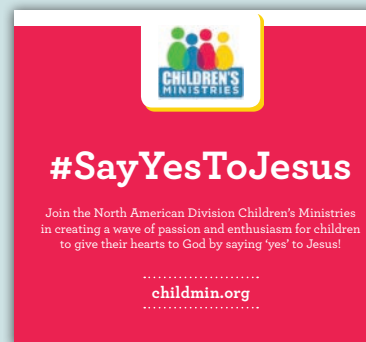 CHiLDREN'S
MINISTRIES
#SayYesToJesus
Join the North American Division Children's Ministries
in creating a wave of passion and enthusiasm for children
to give their hearts to God by saying 'yes' to Jesus!
childmin.org